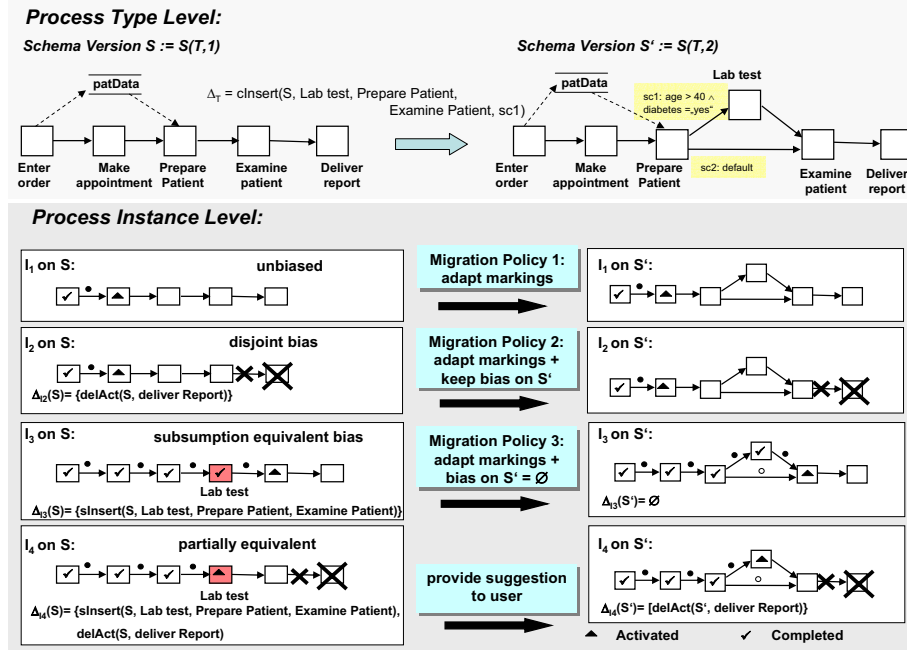 Process Type Level:
Schema Version S := S(T,1)
Schema Version S‘ := S(T,2)
patData
ΔT = cInsert(S, Lab test, Prepare Patient,
Examine Patient, sc1)
Enter
order
Make
appointment
Prepare
Patient
Examine
patient
Deliver
report
patData
Lab test
sc1: age > 40 ∧
diabetes =„yes“
sc2: default
Enter
order
Make
appointment
Prepare
Patient
Examine
patient
Deliver
report
Process Instance Level:
I1 on S:
unbiased
Migration Policy 1:
adapt markings
I1 on S‘:
I2 on S:
disjoint bias
ΔI2(S)= {delAct(S, deliver Report)}
Migration Policy 2:
adapt markings +
keep bias on S‘
I2 on S‘:
I3 on S:
subsumption equivalent bias
Lab test
ΔI3(S)= {sInsert(S, Lab test, Prepare Patient, Examine Patient)}
Migration Policy 3:
adapt markings +
bias on S‘ = Ø
I3 on S‘:
ΔI3(S‘)= Ø
I4 on S:
partially equivalent
Lab test
ΔI4(S)= {sInsert(S, Lab test, Prepare Patient, Examine Patient),
delAct(S, deliver Report)
provide suggestion
to user
I4 on S‘:
ΔI4(S‘)= [delAct(S‘, deliver Report)}
Activated
Completed